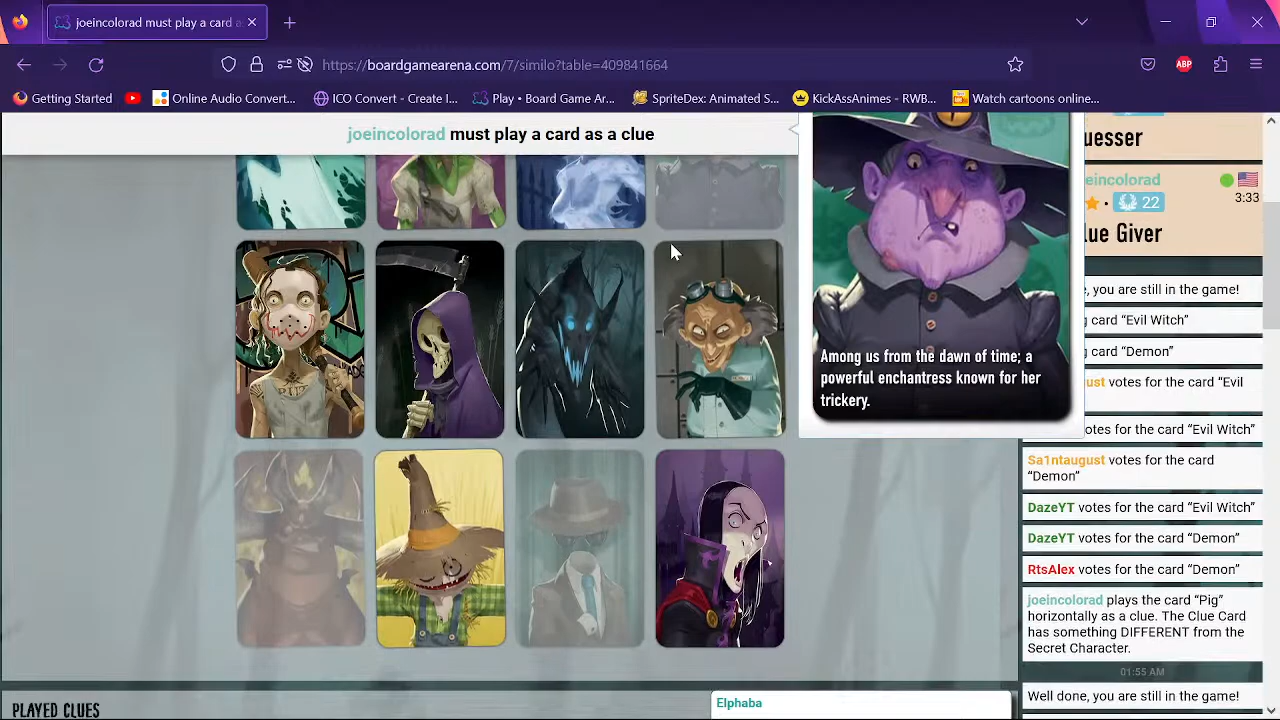 joeincolorad must play a card a
https://boardgamearena.com/7/similo?table=409841664
Getting Started
Online Audio Convert...
ICO Convert - Create I...
Play • Board Game Ar...
SpriteDex: Animated S...
KickAssAnimes - RWB...
Watch cartoons online...
ABP
joeincolorad must play a card as a clue
Among us from the dawn of time; a
powerful enchantress known for her
trickery.
uesser
eincolorad
22
3:33
lue Giver
, you are still in the game!
g card “Evil Witch”
g card “Demon”
ust votes for the card “Evil
votes for the card “Evil Witch”
Sa1ntaugust votes for the card
“Demon”
DazeYT votes for the card “Evil Witch”
DazeYT votes for the card “Demon”
RtsAlex votes for the card “Demon”
joeincolorad plays the card “Pig”
horizontally as a clue. The Clue Card
has something DIFFERENT from the
Secret Character.
01:55 AM
Well done, you are still in the game!
PLAYED CLUES
Elphaba